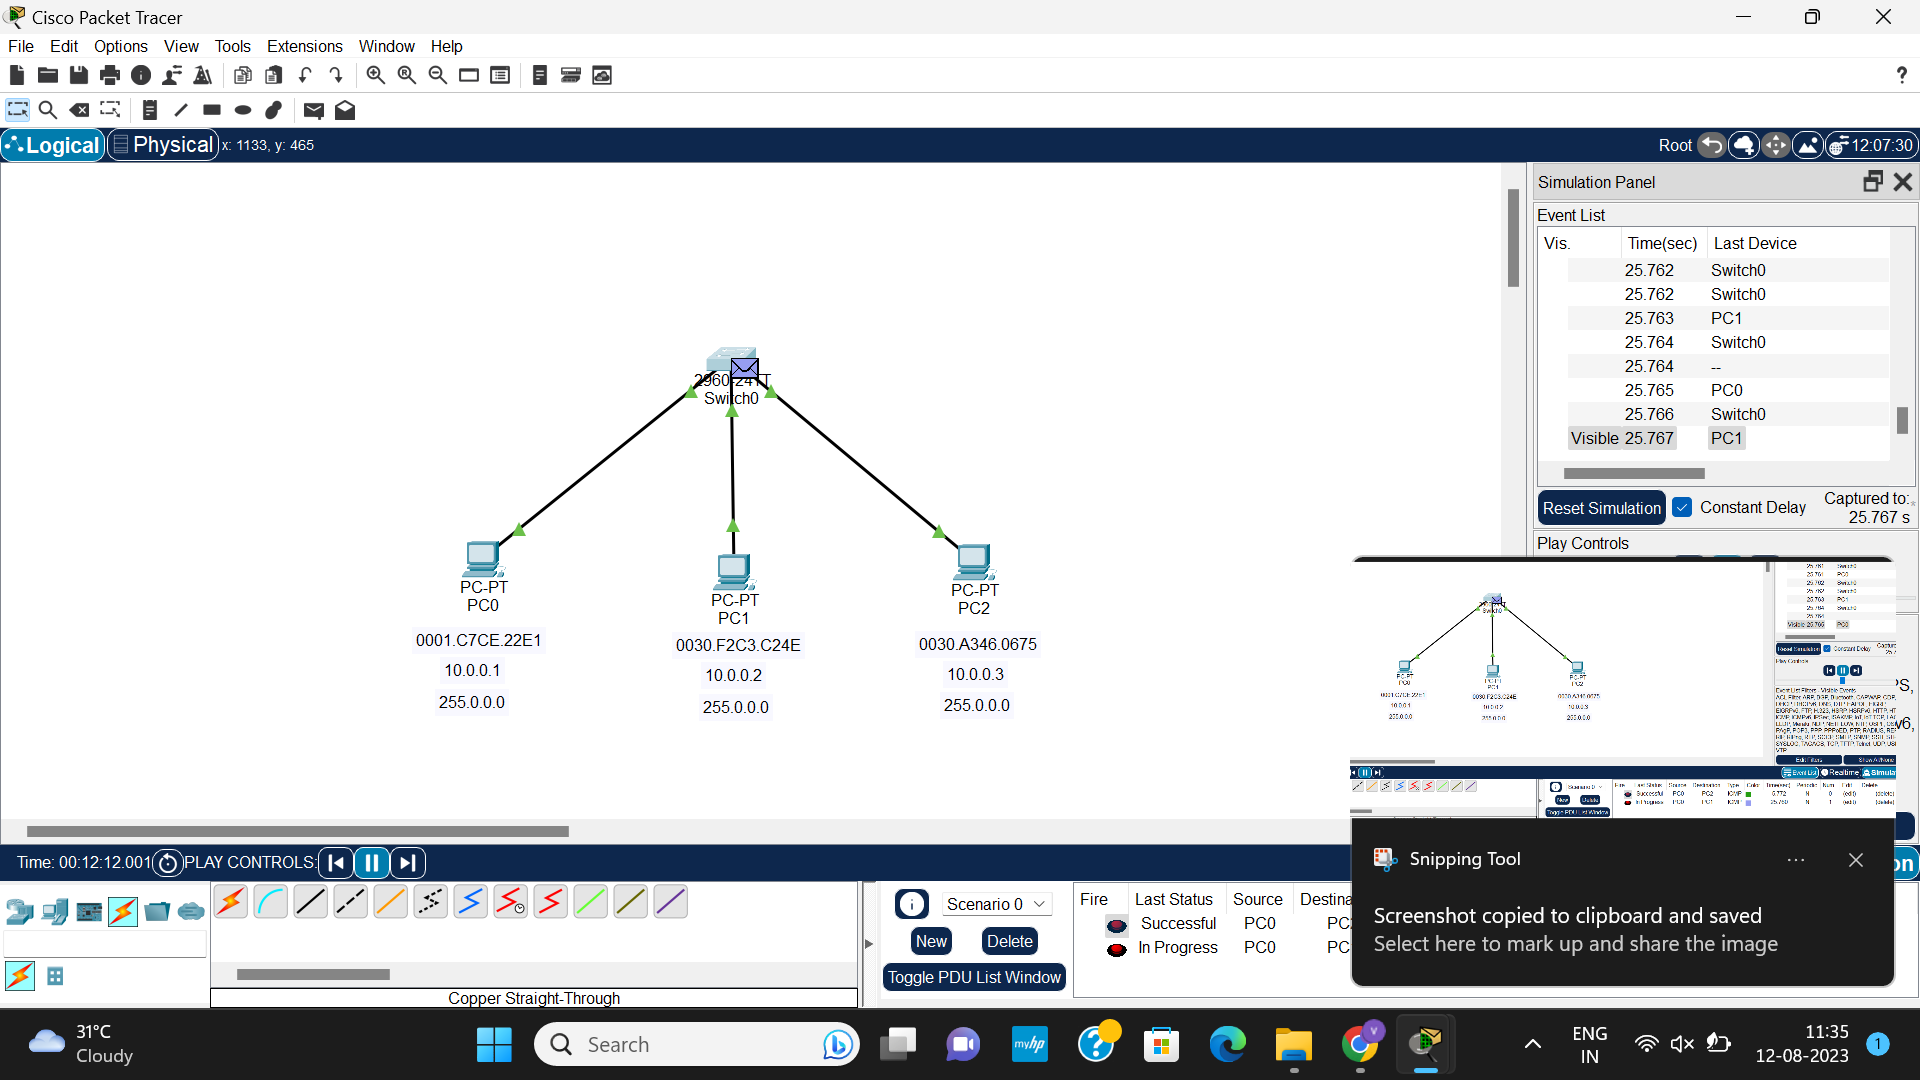 Cisco Packet Tracer
File Edit Options View Tools Extensions Window Help
Logical Physical x: 1133, y: 465
Root 12:07:30
Simulation Panel
Event List
Vis. Time(sec) Last Device
25.762 Switch0
25.762 Switch0
25.763 PC1
25.764 Switch0
25.764 --
25.765 PC0
25.766 Switch0
Visible 25.767 PC1
Reset Simulation Constant Delay Captured to:
25.767 s
Play Controls
2960-24TT
Switch0
PC-PT
PC0
0001.C7CE.22E1
10.0.0.1
255.0.0.0
PC-PT
PC1
0030.F2C3.C24E
10.0.0.2
255.0.0.0
PC-PT
PC2
0030.A346.0675
10.0.0.3
255.0.0.0
Time: 00:12:12.001 PLAY CONTROLS:
Scenario 0
New Delete
Toggle PDU List Window
Fire Last Status Source Destina
Successful PC0 PC
In Progress PC0 PC
Copper Straight-Through
Snipping Tool
Screenshot copied to clipboard and saved
Select here to mark up and share the image
31°C
Cloudy
Search
myhp
V
ENG
IN
11:35
12-08-2023
1